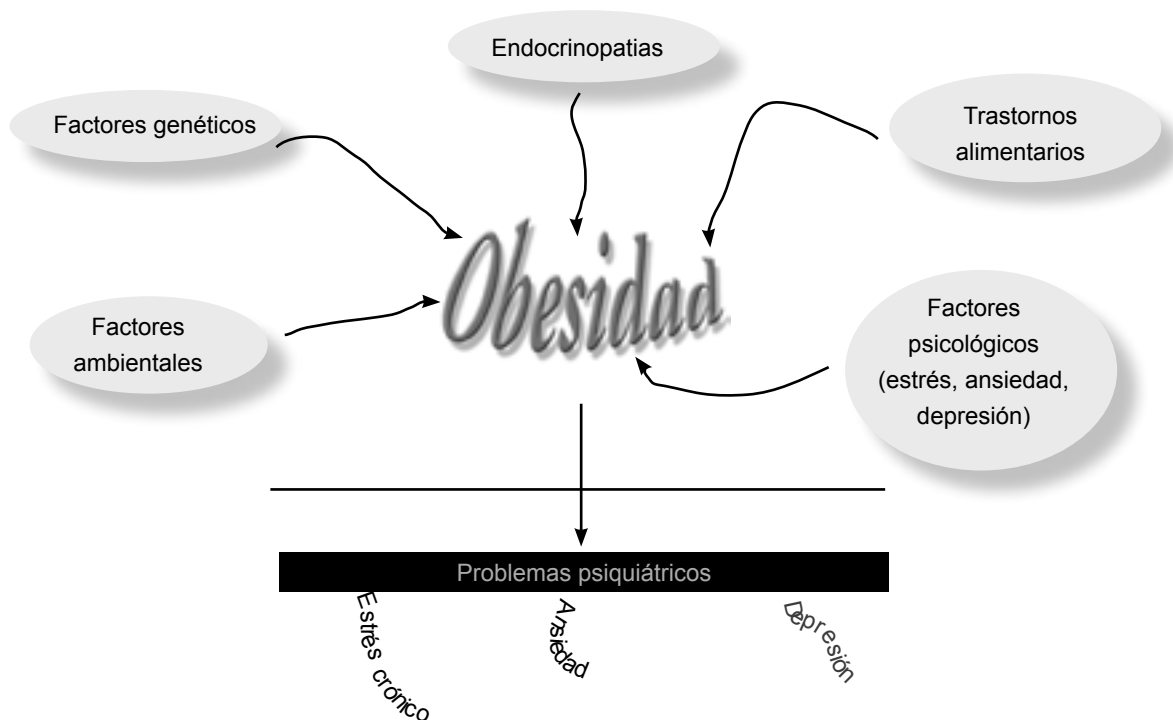 Endocrinopatias
Factores genéticos
Trastornos
alimentarios
Obesidad
Factores
ambientales
Factores
psicológicos
(estrés, ansiedad,
depresión)
Problemas psiquiátricos
Estrés crónico
Ansiedad
Depresión